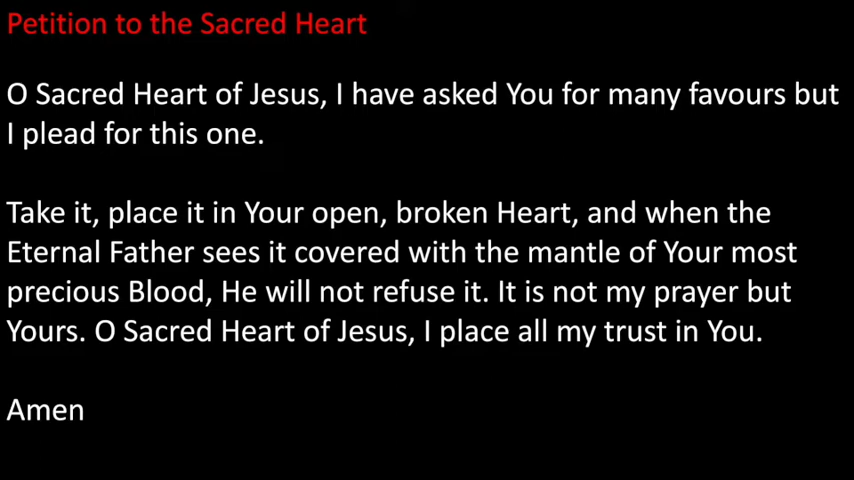 Petition to the Sacred Heart
O Sacred Heart of Jesus, I have asked You for many favours but
I plead for this one.
Take it, place it in Your open, broken Heart, and when the
Eternal Father sees it covered with the mantle of Your most
precious Blood, He will not refuse it. It is not my prayer but
Yours. O Sacred Heart of Jesus, I place all my trust in You.
Amen